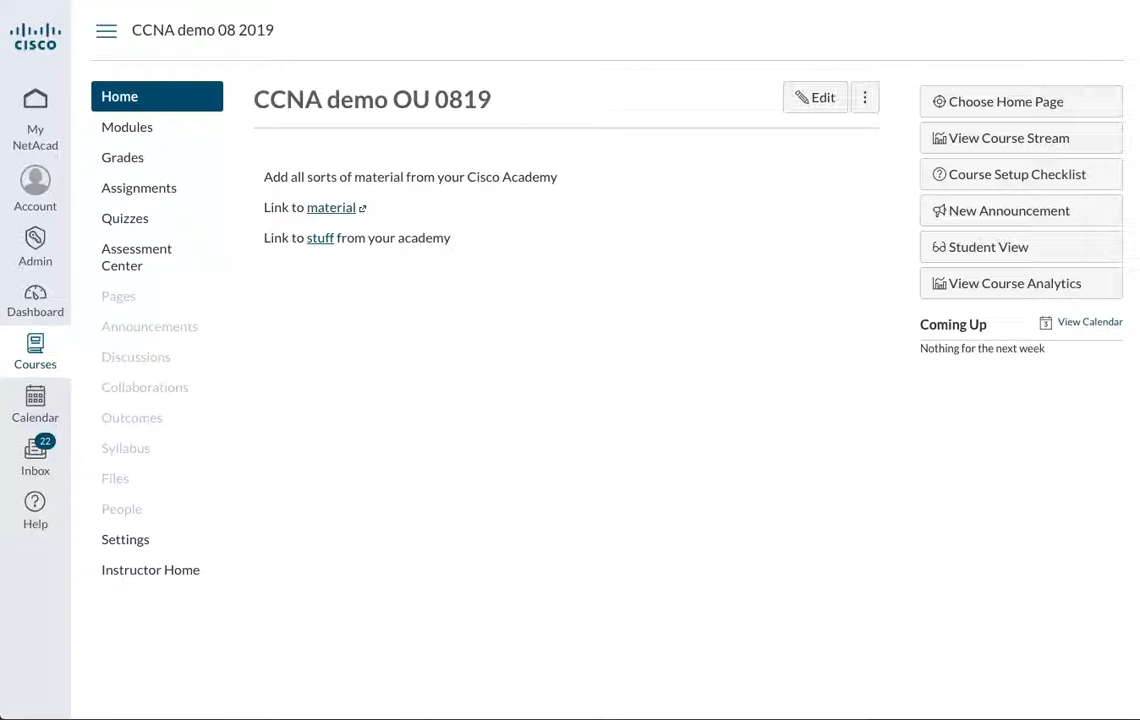 CISCO
My
NetAcad
Account
Admin
Dashboard
Courses
Calendar
22
Inbox
Help
CCNA demo 08 2019
Home
Modules
Grades
Assignments
Quizzes
Assessment
Center
Pages
Announcements
Discussions
Collaborations
Outcomes
Syllabus
Files
People
Settings
Instructor Home
CCNA demo OU 0819
Edit
Add all sorts of material from your Cisco Academy
Link to material
Link to stuff from your academy
Choose Home Page
View Course Stream
Course Setup Checklist
New Announcement
Student View
View Course Analytics
Coming Up
3 View Calendar
Nothing for the next week